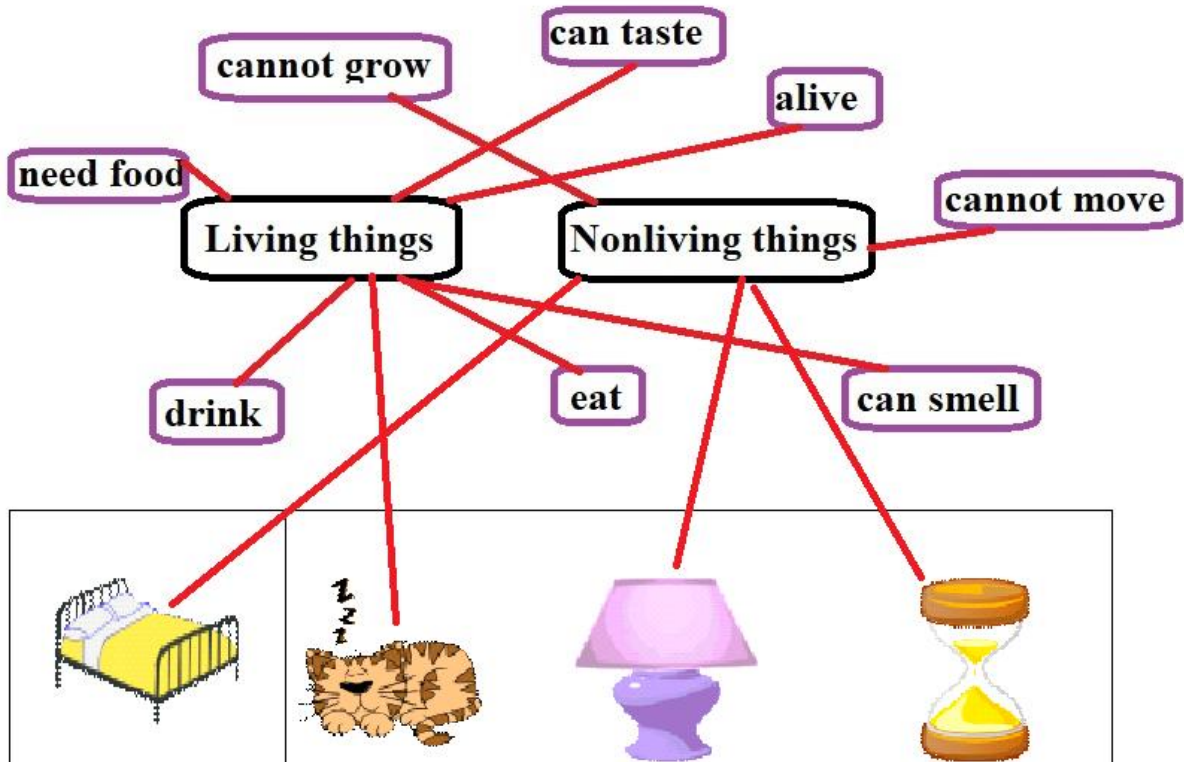 can taste
cannot grow
alive
need food
cannot move
Living things
Nonliving things
drink
eat
can smell
z
z
z